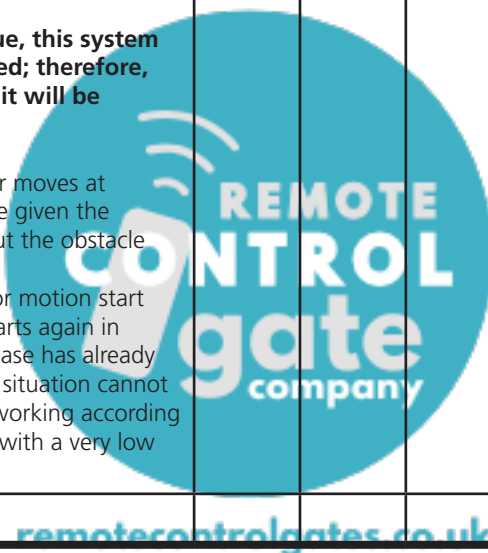 ue, this system
ed; therefore,
it will be
r moves at
e given the
ut the obstacle
or motion start
arts again in
ase has already
situation cannot
working according
with a very low
REMOTE
CONTROL
gate
company
remotecontrolgates.co.uk